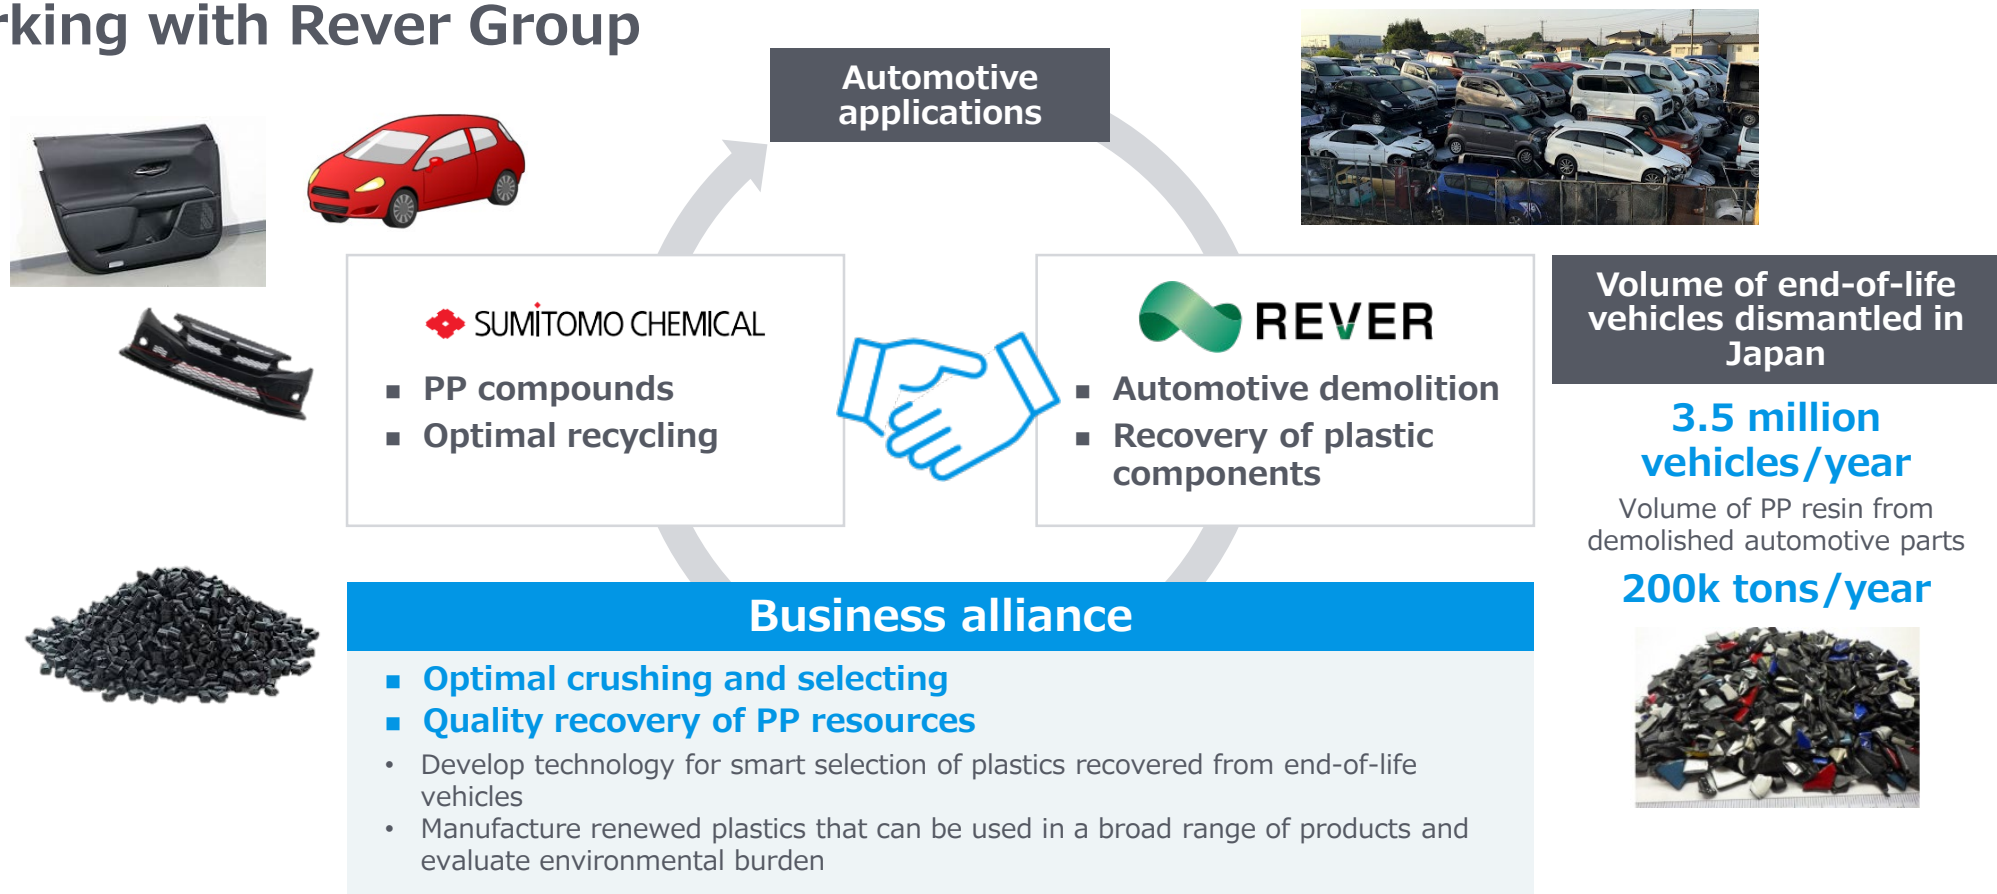 rking with Rever Group
Automotive
applications
SUMITOMO CHEMICAL
■ PP compounds
■ Optimal recycling
REVER
■ Automotive demolition
■ Recovery of plastic
components
Volume of end-of-life
vehicles dismantled in
Japan
3.5 million
vehicles/year
Volume of PP resin from
demolished automotive parts
200k tons/year
Business alliance
■ Optimal crushing and selecting
■ Quality recovery of PP resources
• Develop technology for smart selection of plastics recovered from end-of-life
vehicles
• Manufacture renewed plastics that can be used in a broad range of products and
evaluate environmental burden